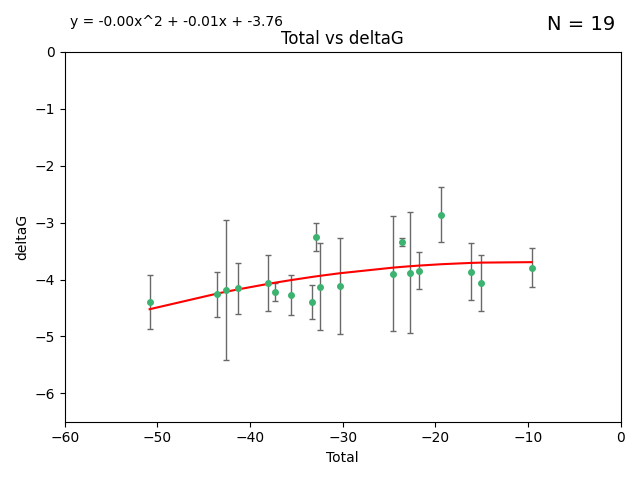 y = -0.00x^2 + -0.01x + -3.76
N = 19
Total vs deltaG
0
−1
−2
−3
−4
−5
−6
deltaG
−60
−50
−40
−30
−20
−10
0
Total